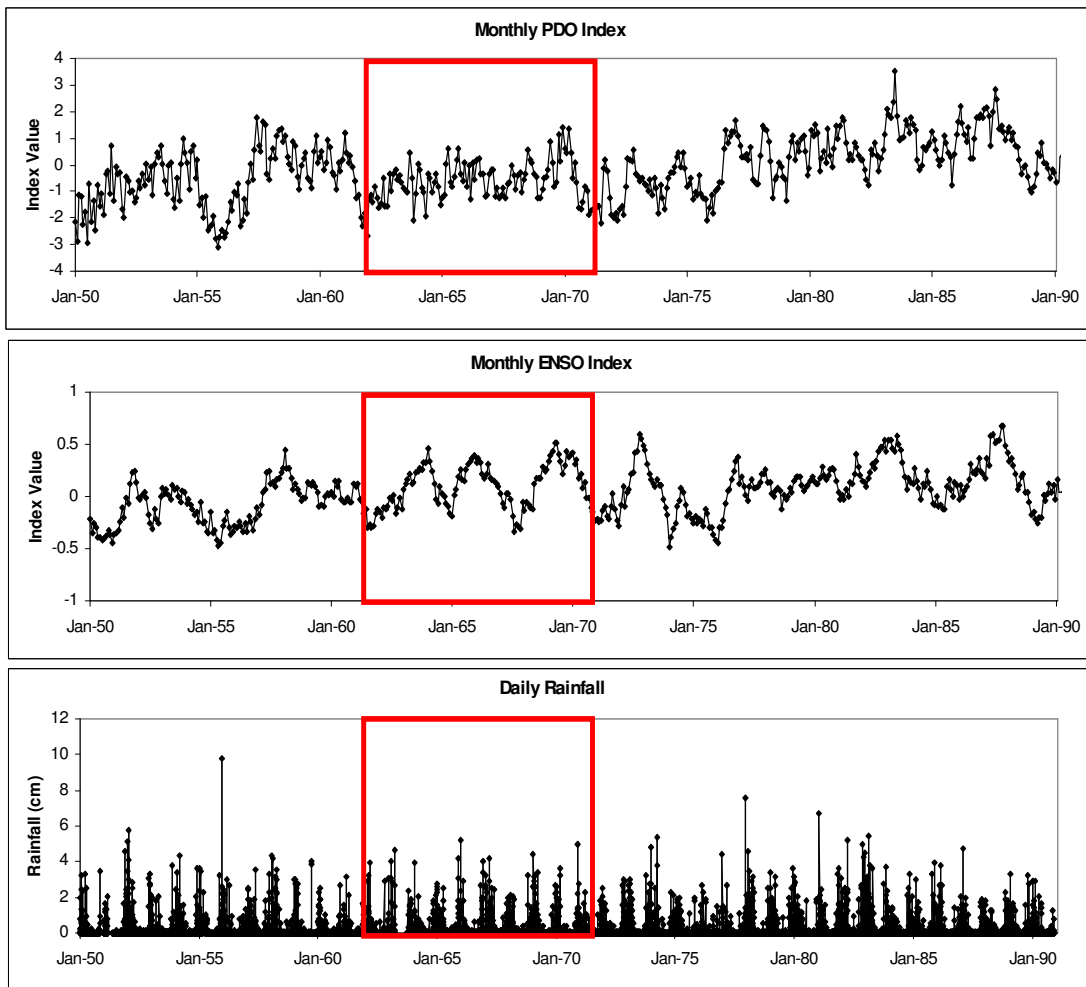 Monthly PDO Index
Index Value
4
3
2
1
0
-1
-2
-3
-4
Jan-50 Jan-55 Jan-60 Jan-65 Jan-70 Jan-75 Jan-80 Jan-85 Jan-90
Monthly ENSO Index
Index Value
1
0.5
0
-0.5
-1
Jan-50 Jan-55 Jan-60 Jan-65 Jan-70 Jan-75 Jan-80 Jan-85 Jan-90
Daily Rainfall
Rainfall (cm)
12
10
8
6
4
2
0
Jan-50 Jan-55 Jan-60 Jan-65 Jan-70 Jan-75 Jan-80 Jan-85 Jan-90